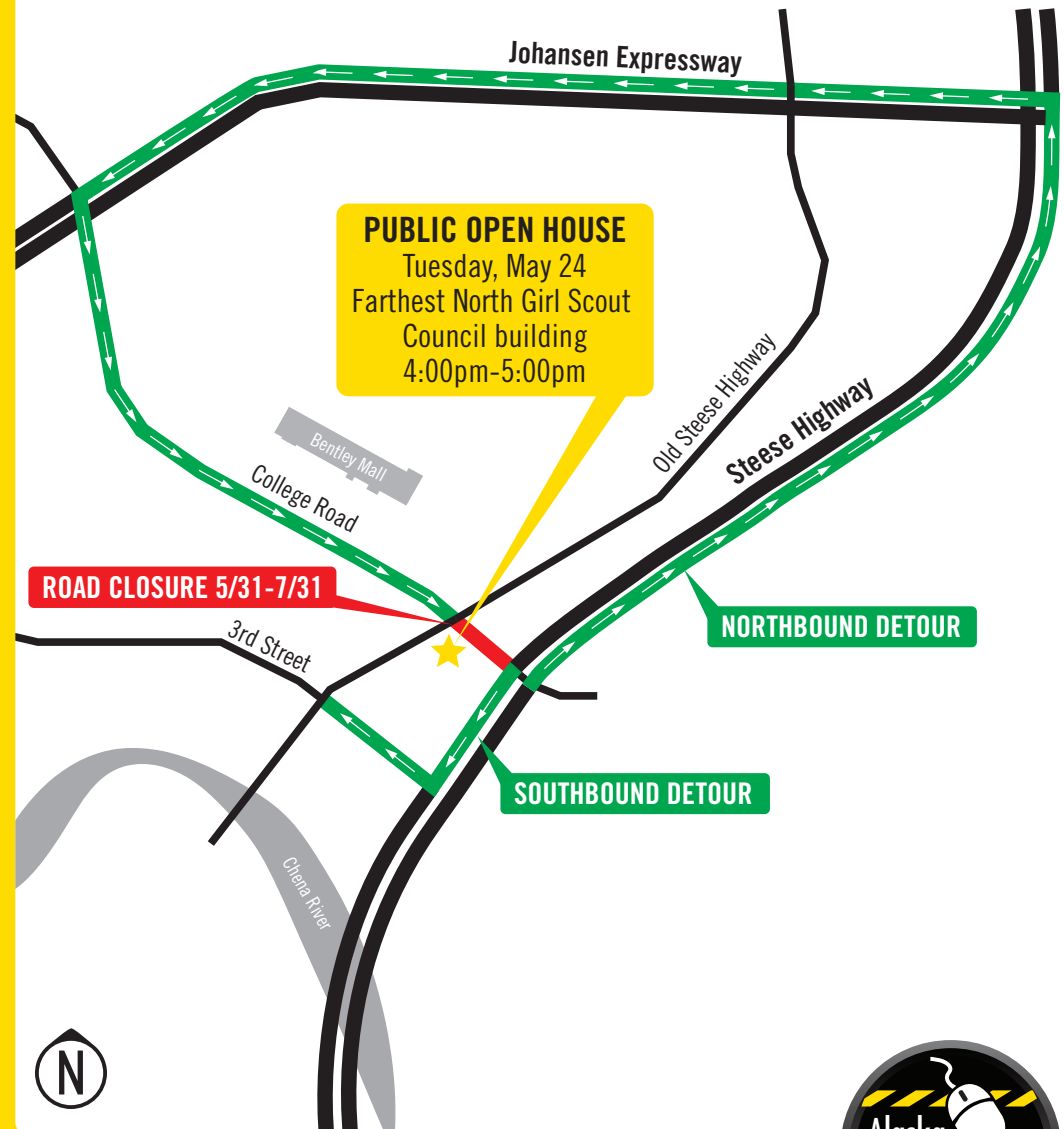 Johansen Expressway
PUBLIC OPEN HOUSE
Tuesday, May 24
Farthest North Girl Scout
Council building
4:00pm-5:00pm
Old Steese Highway
Steese Highway
Bentley Mall
College Road
ROAD CLOSURE 5/31-7/31
3rd Street
NORTHBOUND DETOUR
SOUTHBOUND DETOUR
Chena River
N
Alaska